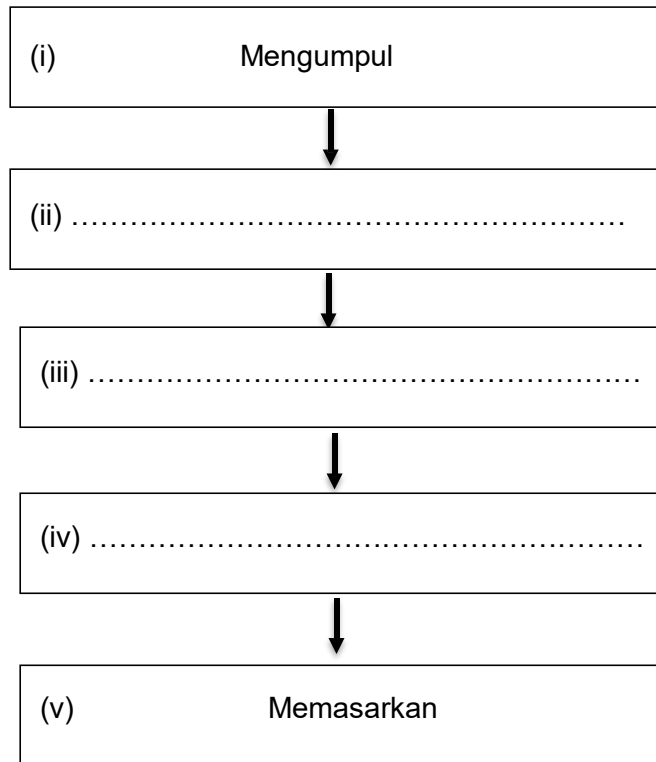 (i) Mengumpul
(ii) ………………………………………………………
(iii) ………………………………………………………
(iv) ………………………………………………………
(v) Memasarkan